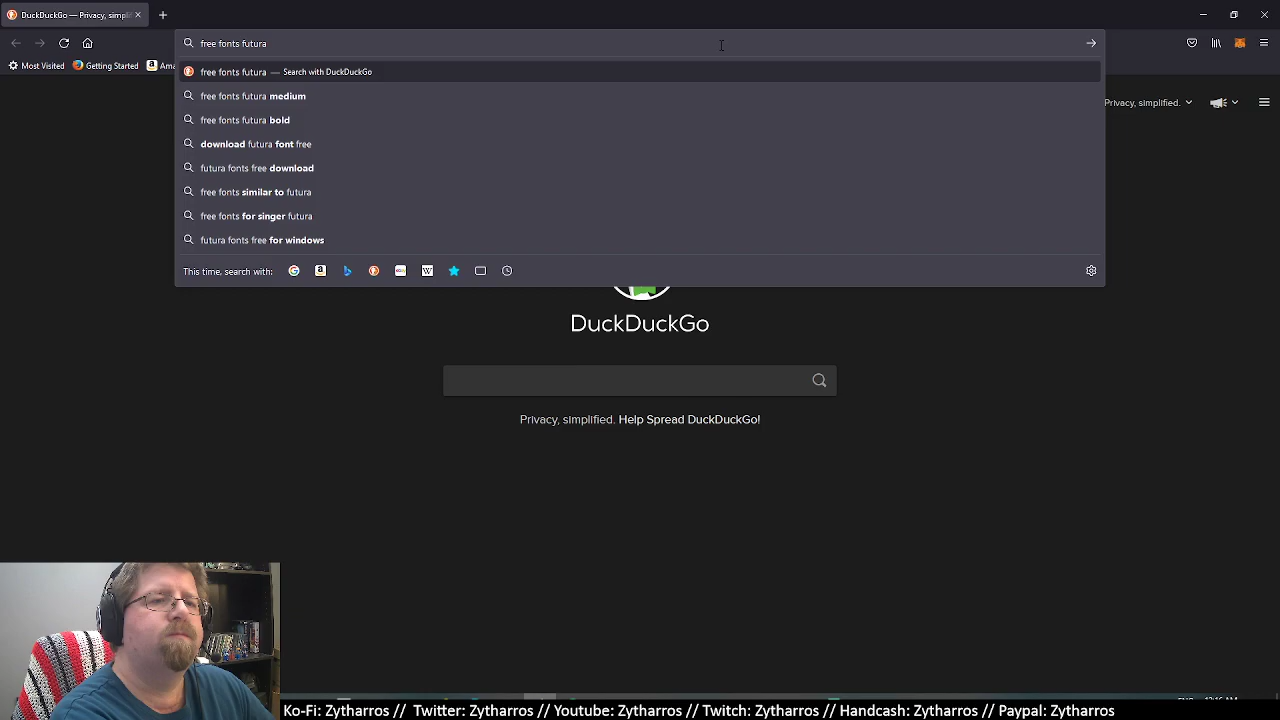 DuckDuckGo — Privacy, simpl
free fonts futura
Most Visited
Getting Started
Ama
free fonts futura — Search with DuckDuckGo
free fonts futura medium
free fonts futura bold
download futura font free
futura fonts free download
free fonts similar to futura
free fonts for singer futura
futura fonts free for windows
This time, search with:
Privacy, simplified.
DuckDuckGo
Privacy, simplified. Help Spread DuckDuckGo!
Ko-Fi: Zytharros // Twitter: Zytharros // Youtube: Zytharros // Twitch: Zytharros // Handcash: Zytharros // Paypal: Zytharros